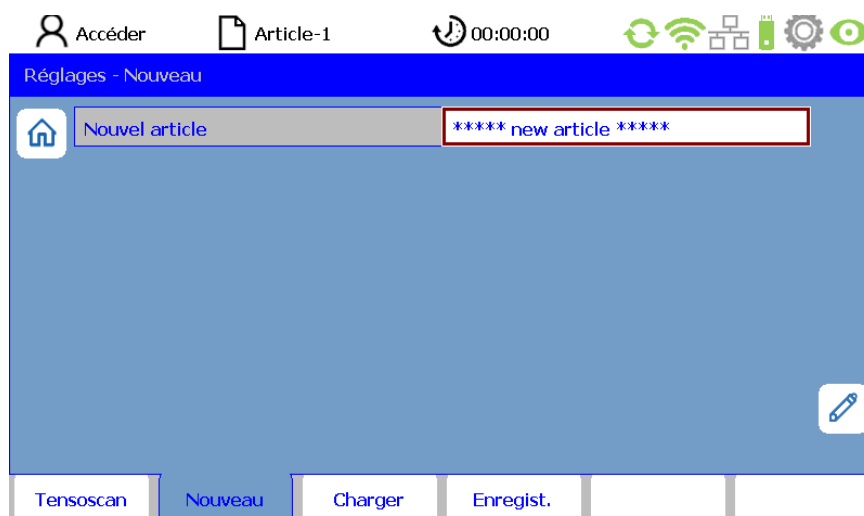 Accéder Article-1 00:00:00
Réglages - Nouveau
Nouvel article ***** new article *****
Tensoscan Nouveau Charger Enregist.